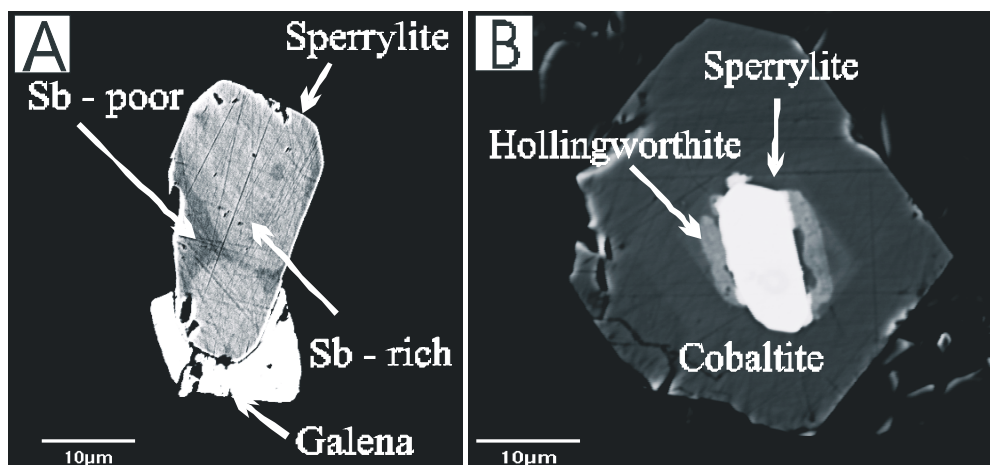 A
Sperrylite
Sb - poor
Sb - rich
Galena
10µm
B
Sperrylite
Hollingworthite
Cobaltite
10µm